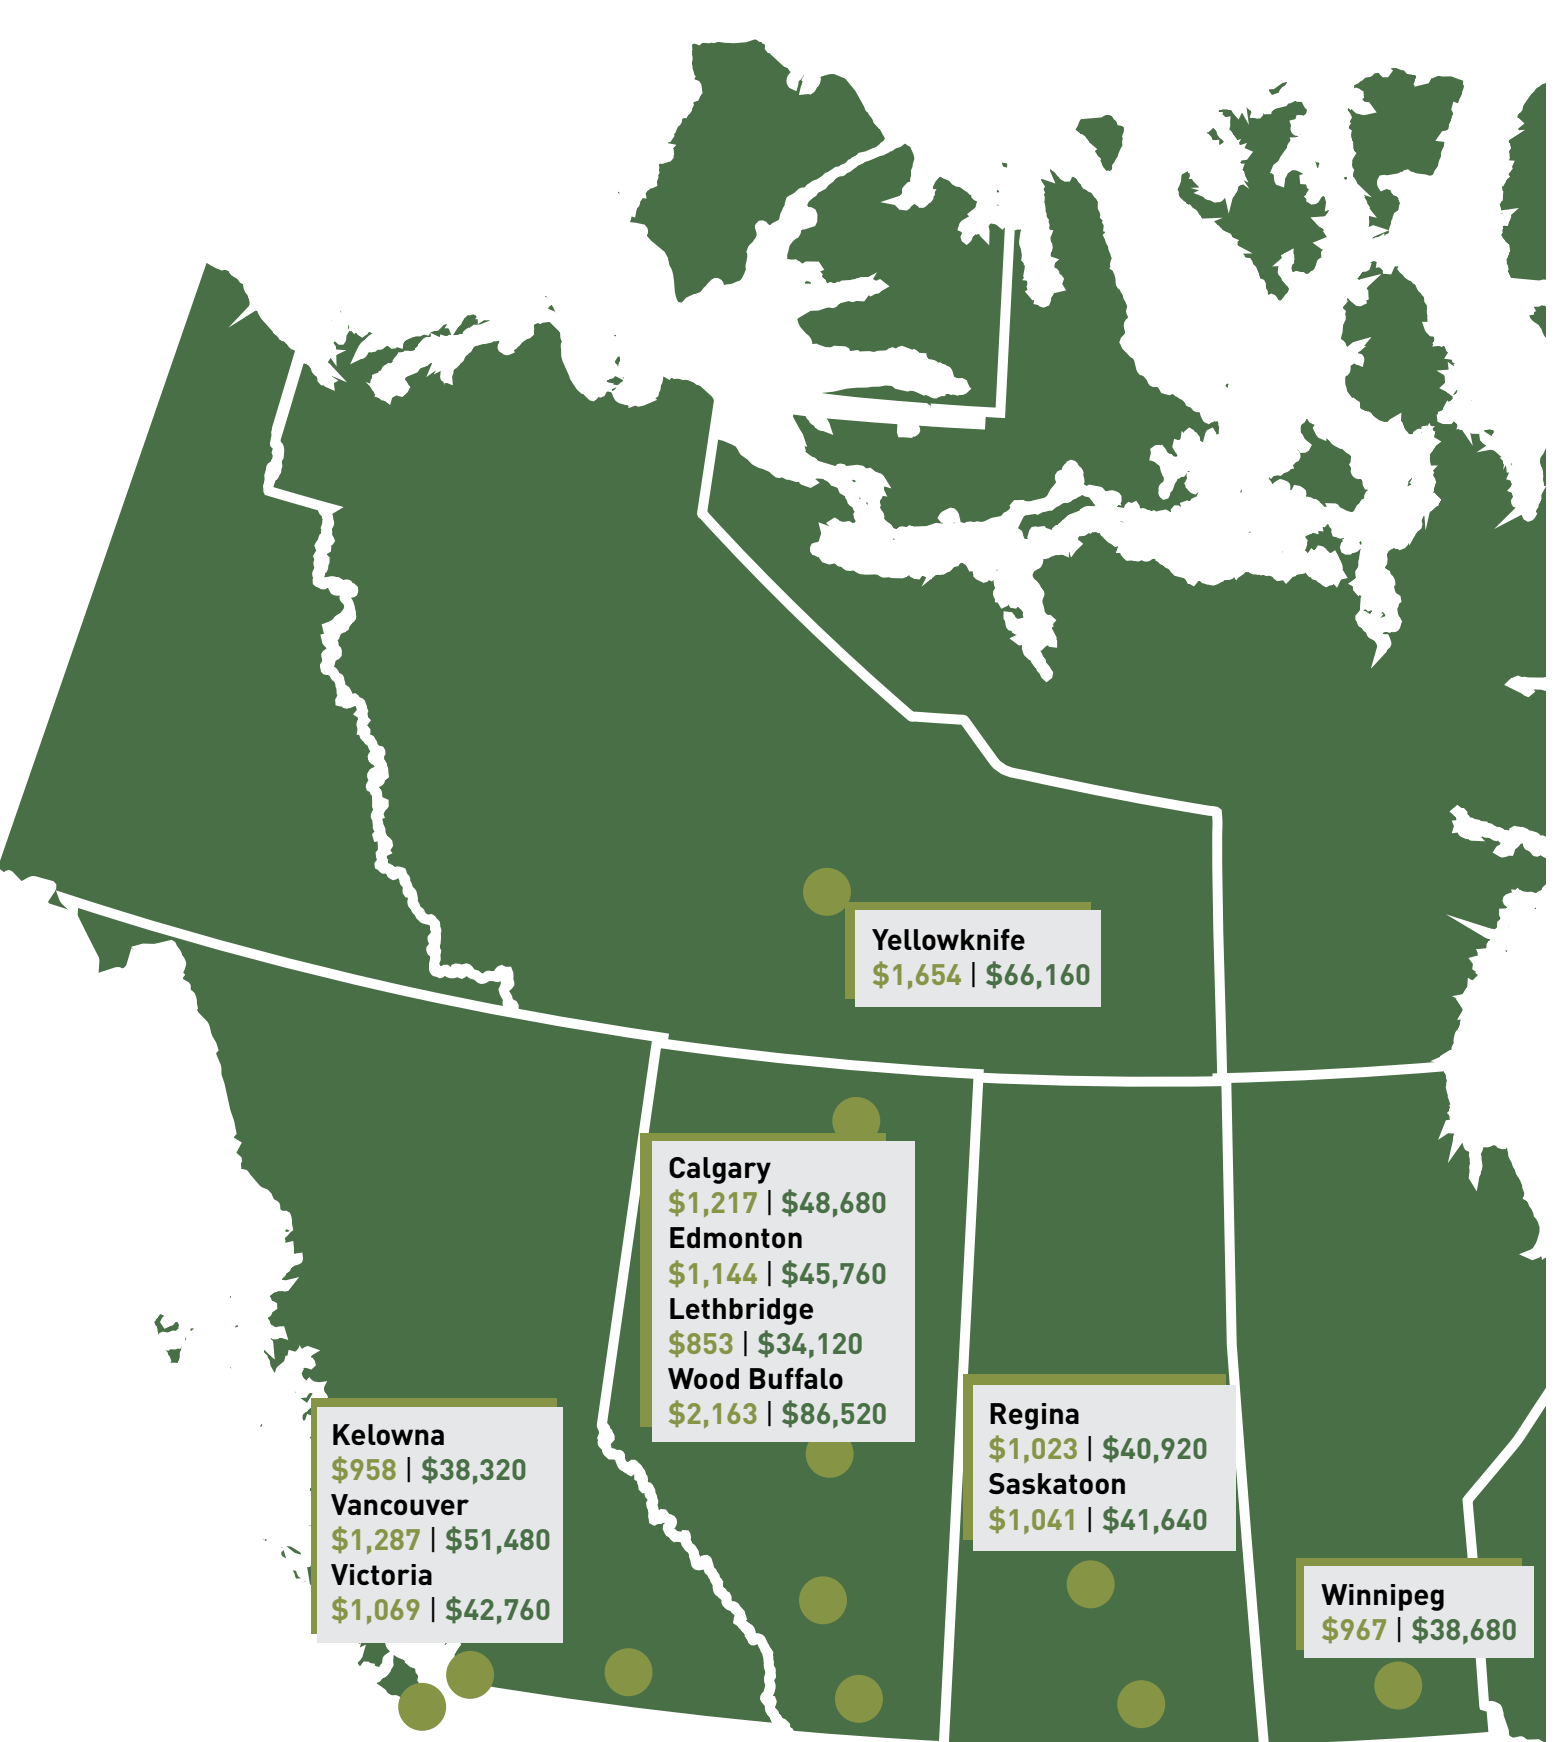 Yellowknife
$1,654 | $66,160
Calgary
$1,217 | $48,680
Edmonton
$1,144 | $45,760
Lethbridge
$853 | $34,120
Wood Buffalo
$2,163 | $86,520
Kelowna
$958 | $38,320
Vancouver
$1,287 | $51,480
Victoria
$1,069 | $42,760
Regina
$1,023 | $40,920
Saskatoon
$1,041 | $41,640
Winnipeg
$967 | $38,680